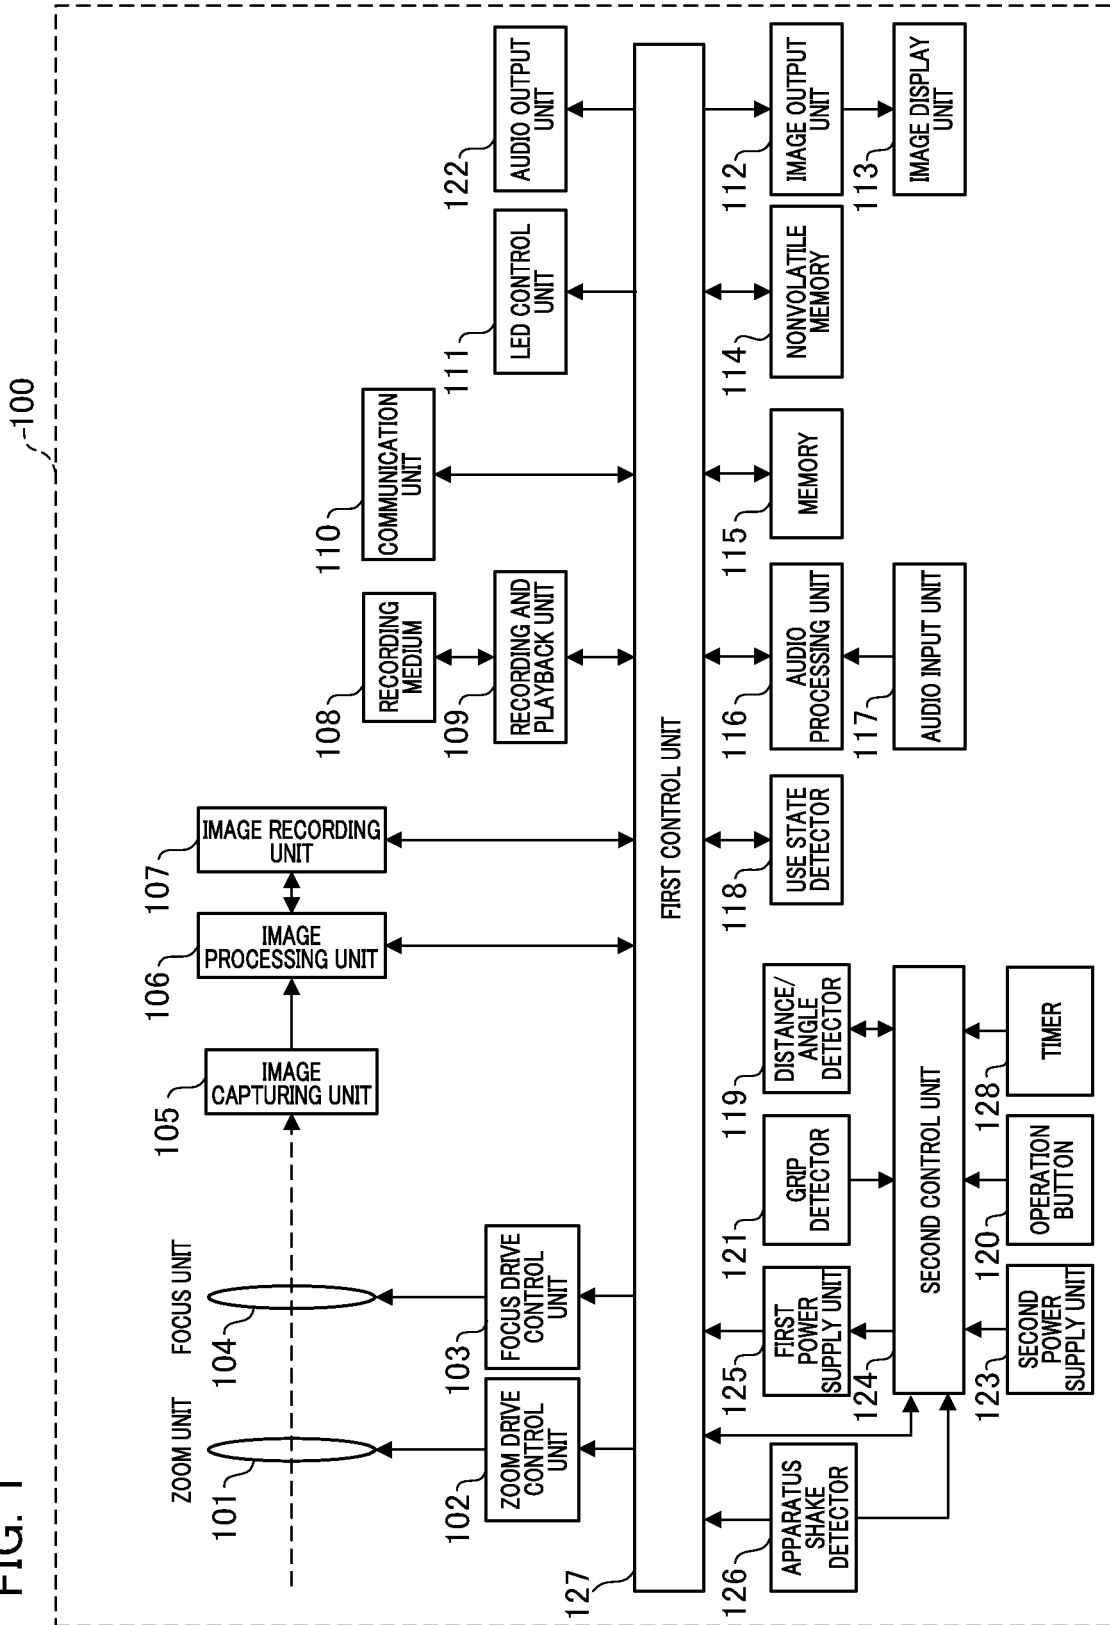 FIG. 1
100
ZOOM UNIT
101
FOCUS UNIT
104
105
IMAGE
CAPTURING UNIT
106
IMAGE
PROCESSING UNIT
107
IMAGE RECORDING
UNIT
102
ZOOM DRIVE
CONTROL
UNIT
103
FOCUS DRIVE
CONTROL
UNIT
108
RECORDING
MEDIUM
109
RECORDING AND
PLAYBACK UNIT
110
COMMUNICATION
UNIT
111
LED CONTROL
UNIT
122
AUDIO OUTPUT
UNIT
127
FIRST CONTROL UNIT
126
APPARATUS
SHAKE
DETECTOR
125
FIRST
POWER
SUPPLY UNIT
121
GRIP
DETECTOR
119
DISTANCE/
ANGLE
DETECTOR
118
USE STATE
DETECTOR
116
AUDIO
PROCESSING UNIT
115
MEMORY
114
NONVOLATILE
MEMORY
112
IMAGE OUTPUT
UNIT
124
SECOND CONTROL UNIT
117
AUDIO INPUT UNIT
113
IMAGE DISPLAY
UNIT
123
SECOND
POWER
SUPPLY UNIT
120
OPERATION
BUTTON
128
TIMER